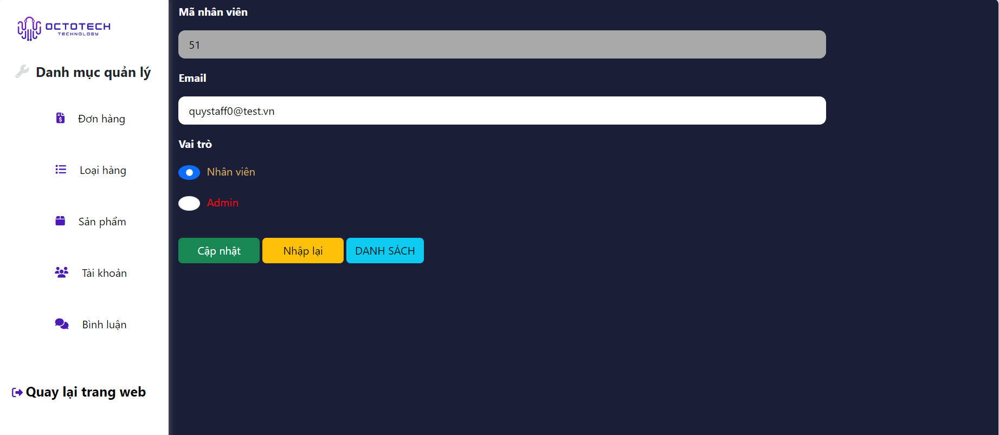 OCTOTECH
TECHNOLOGY
Danh mục quản lý
Đơn hàng
Loại hàng
Sản phẩm
Tài khoản
Bình luận
Quay lại trang web
Mã nhân viên
51
Email
quystaff0@test.vn
Vai trò
Nhân viên
Admin
Cập nhật Nhập lại DANH SÁCH